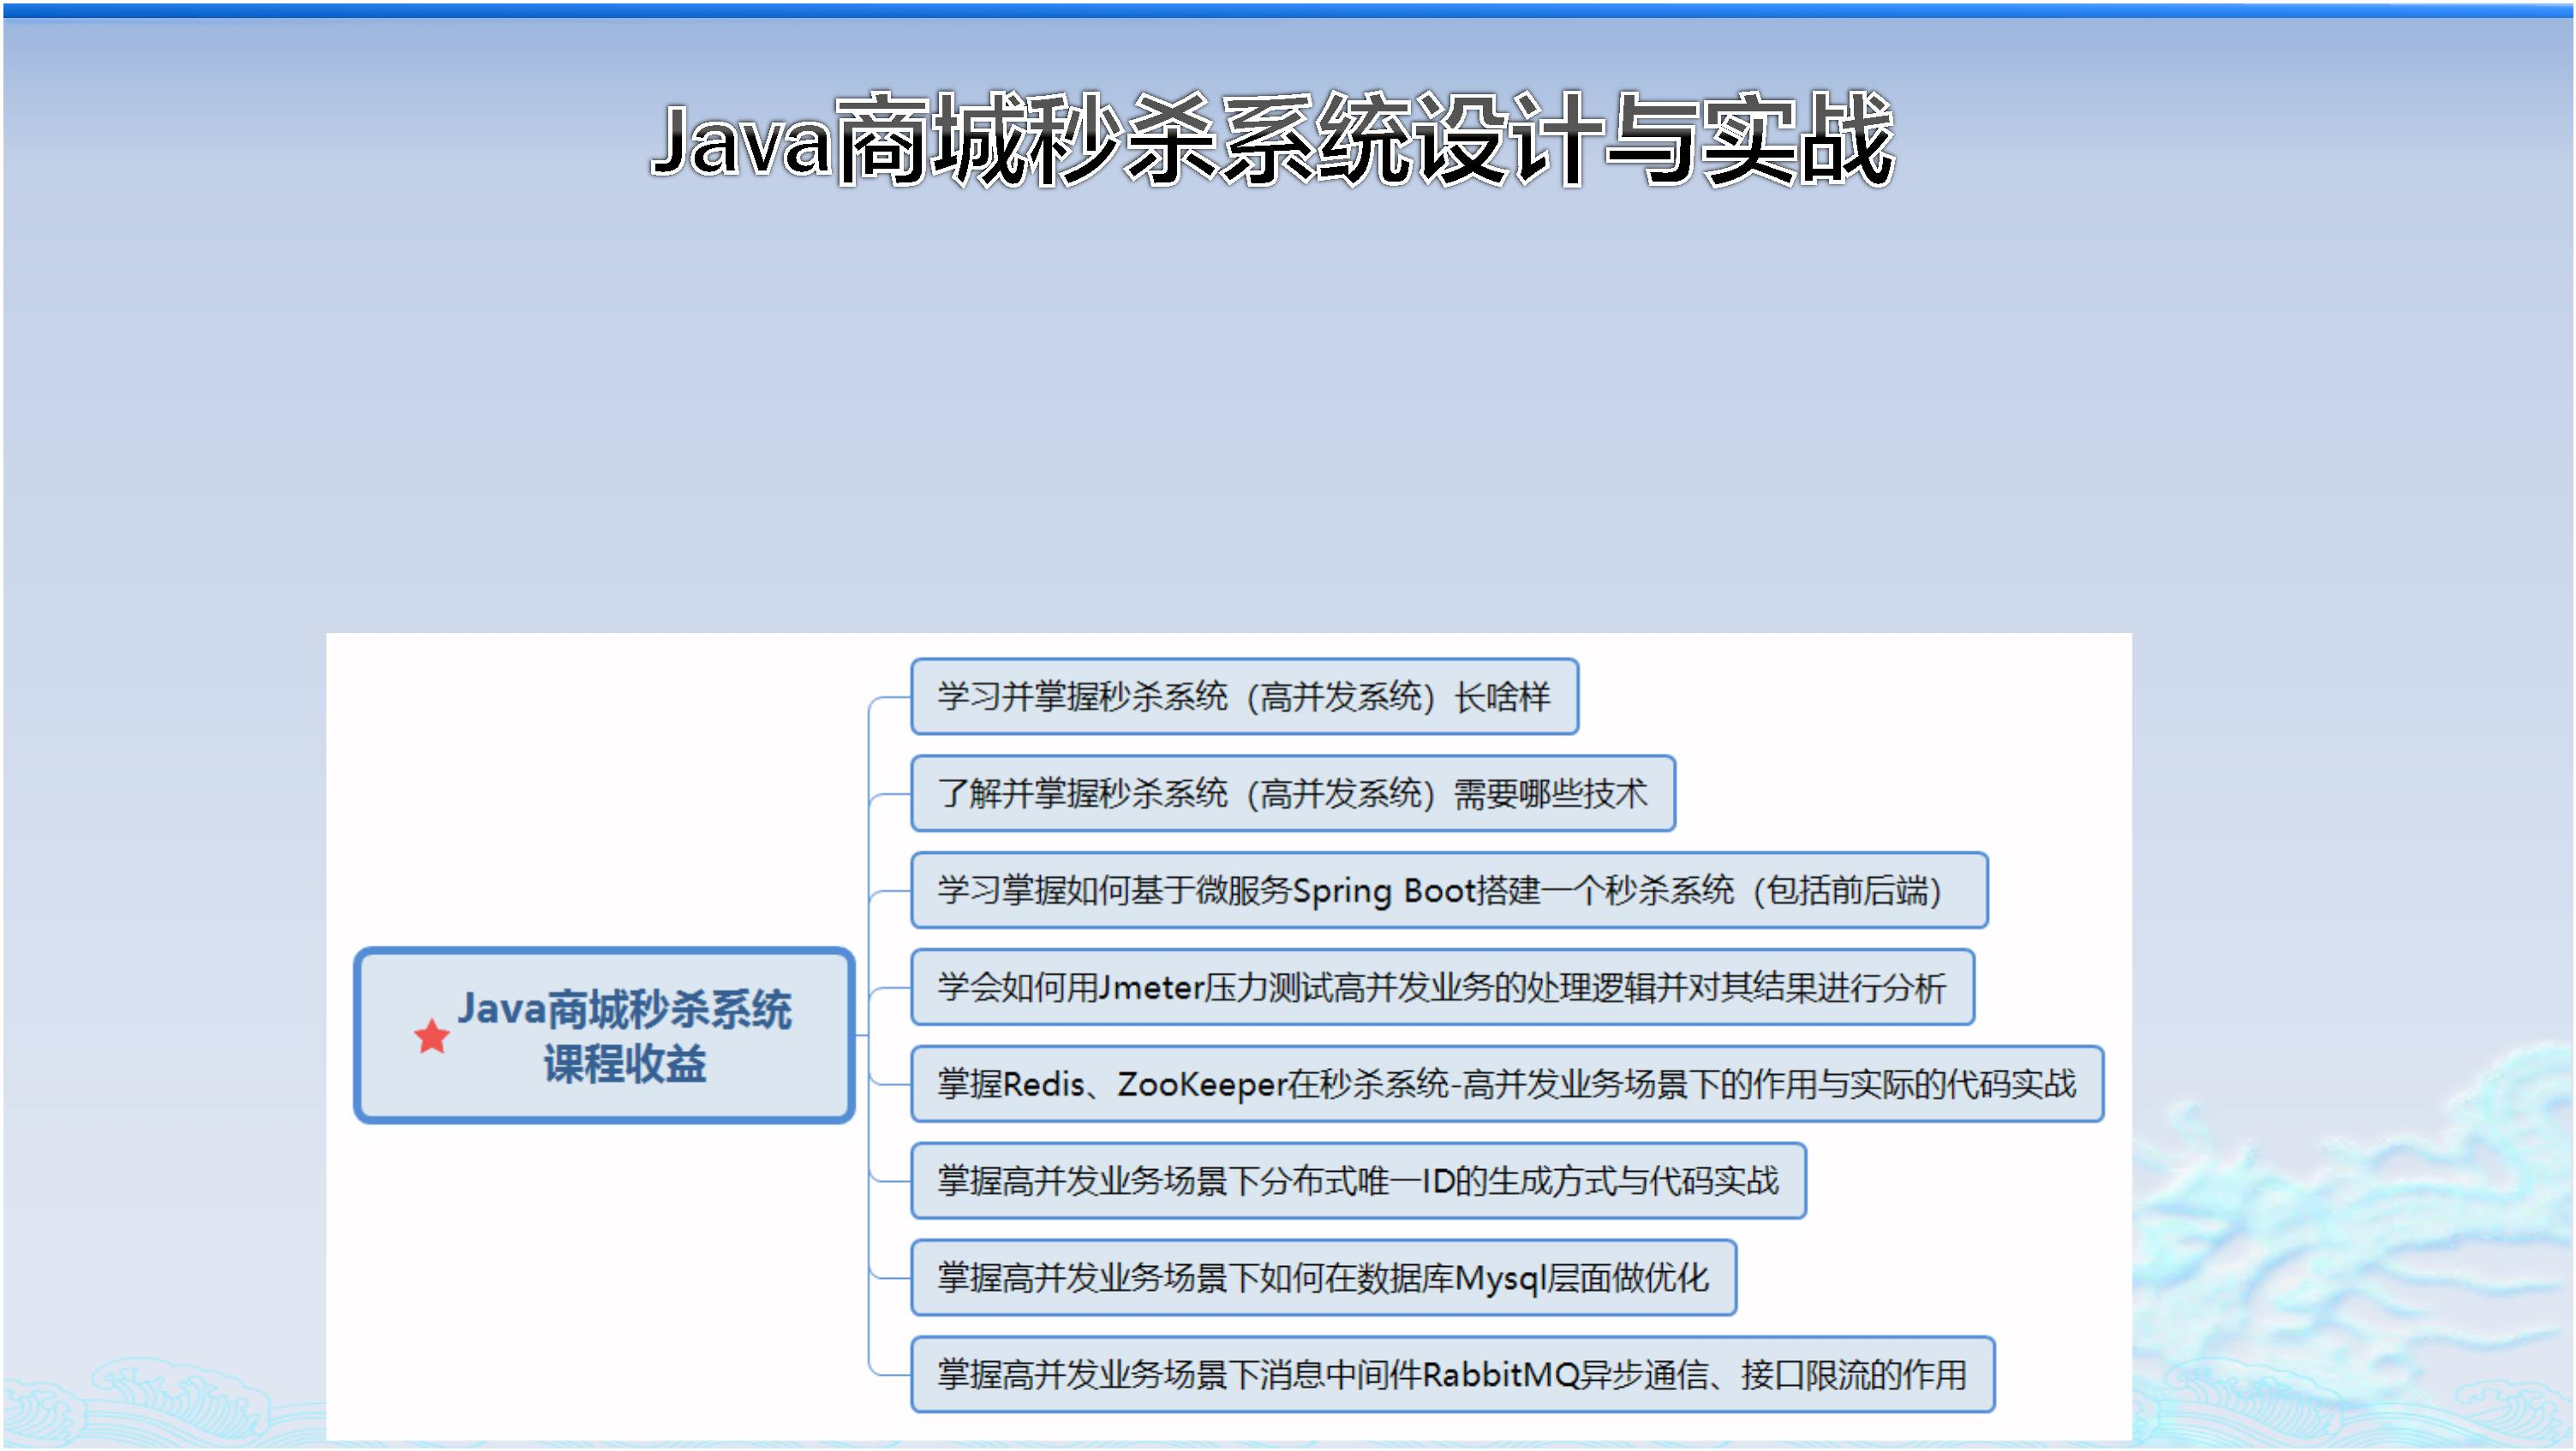 Java商城秒杀系统设计与实战
学习并掌握秒杀系统（高并发系统）长啥样
了解并掌握秒杀系统（高并发系统）需要哪些技术
学习掌握如何基于微服务Spring Boot搭建一个秒杀系统（包括前后端）
学会如何用Jmeter压力测试高并发业务的处理逻辑并对其结果进行分析
Java商城秒杀系统
课程收益
掌握Redis、ZooKeeper在秒杀系统-高并发业务场景下的作用与实际的代码实战
掌握高并发业务场景下分布式唯一ID的生成方式与代码实战
掌握高并发业务场景下如何在数据库Mysql层面做优化
掌握高并发业务场景下消息中间件RabbitMQ异步通信、接口限流的作用